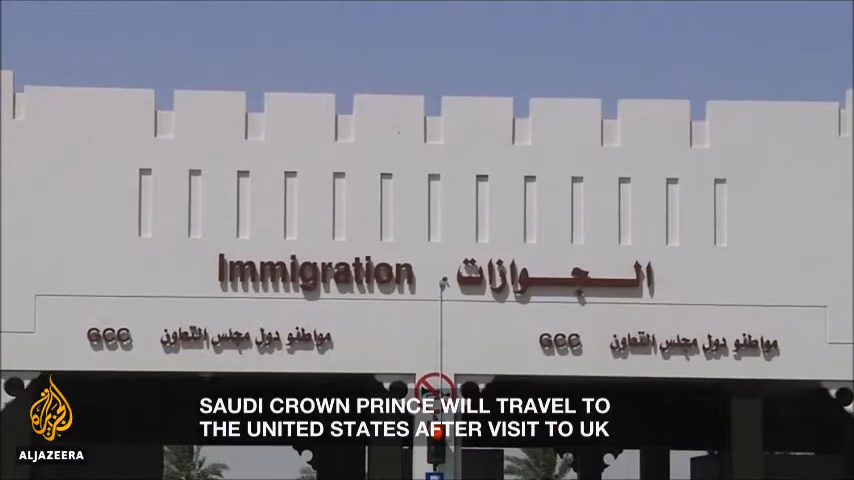 Immigration الجوازات
GCC مواطنو دول مجلس التعاون
GCC مواطنو دول مجلس التعاون
SAUDI CROWN PRINCE WILL TRAVEL TO
THE UNITED STATES AFTER VISIT TO UK
الجزيرة
ALJAZEERA